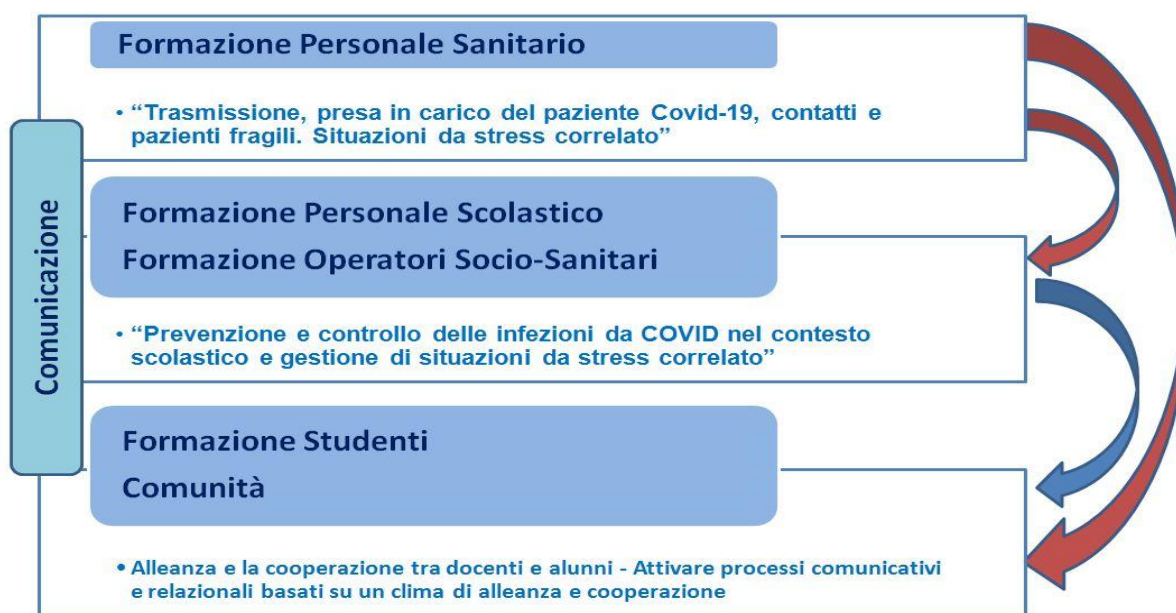 Comunicazione
Formazione Personale Sanitario
• “Trasmissione, presa in carico del paziente Covid-19, contatti e
pazienti fragili. Situazioni da stress correlato”
Formazione Personale Scolastico
Formazione Operatori Socio-Sanitari
• “Prevenzione e controllo delle infezioni da COVID nel contesto
scolastico e gestione di situazioni da stress correlato”
Formazione Studenti
Comunità
• Alleanza e la cooperazione tra docenti e alunni - Attivare processi comunicativi
e relazionali basati su un clima di alleanza e cooperazione